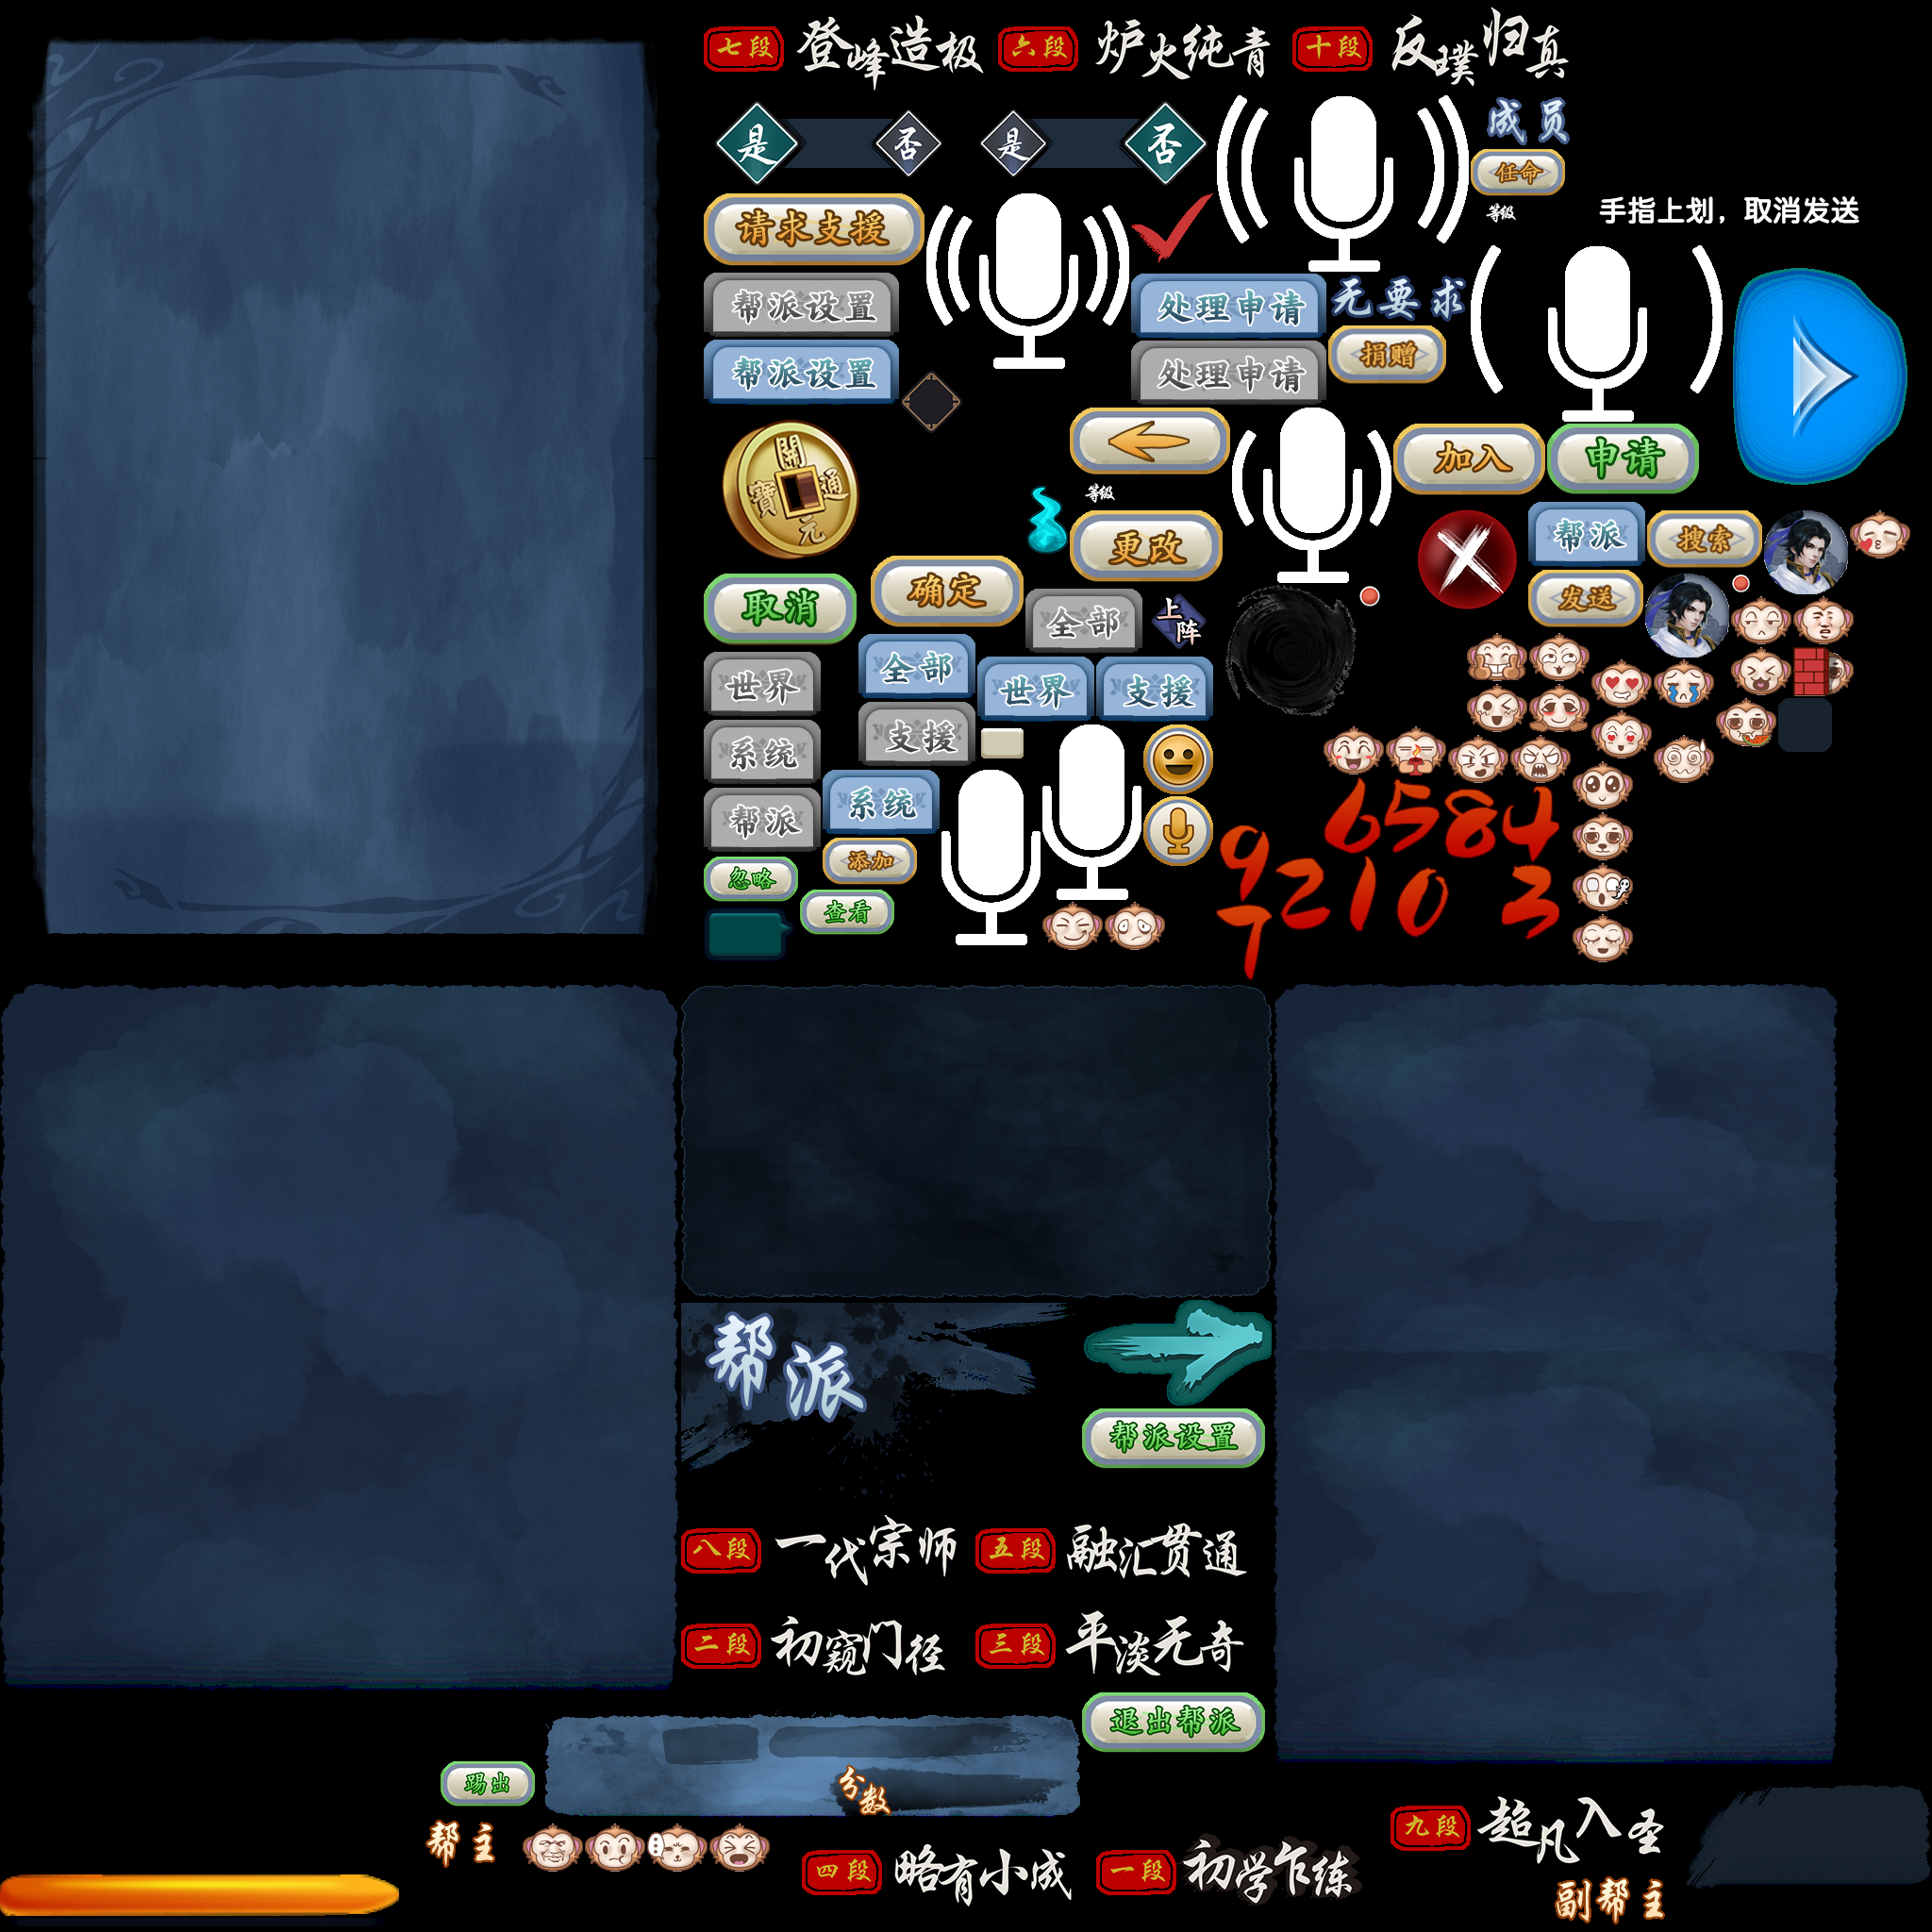 七段 登峰造极
六段 炉火纯青
十段 反璞归真
是 否
是 否
成员
任命
等级
手指上划，取消发送
请求支援
帮派设置
处理申请
无要求
捐赠
帮派设置
处理申请
開元通寶
加入
申请
等级
更改
帮派
搜索
取消
确定
发送
全部
上阵
世界
全部
世界
支援
系统
支援
帮派
系统
添加
忽略
查看
6584
9210 3
7
帮派
帮派设置
八段 一代宗师
五段 融汇贯通
二段 初窥门径
三段 平淡无奇
退出帮派
踢出
分数
帮主
四段 略有小成
一段 初学乍练
九段 超凡入圣
副帮主